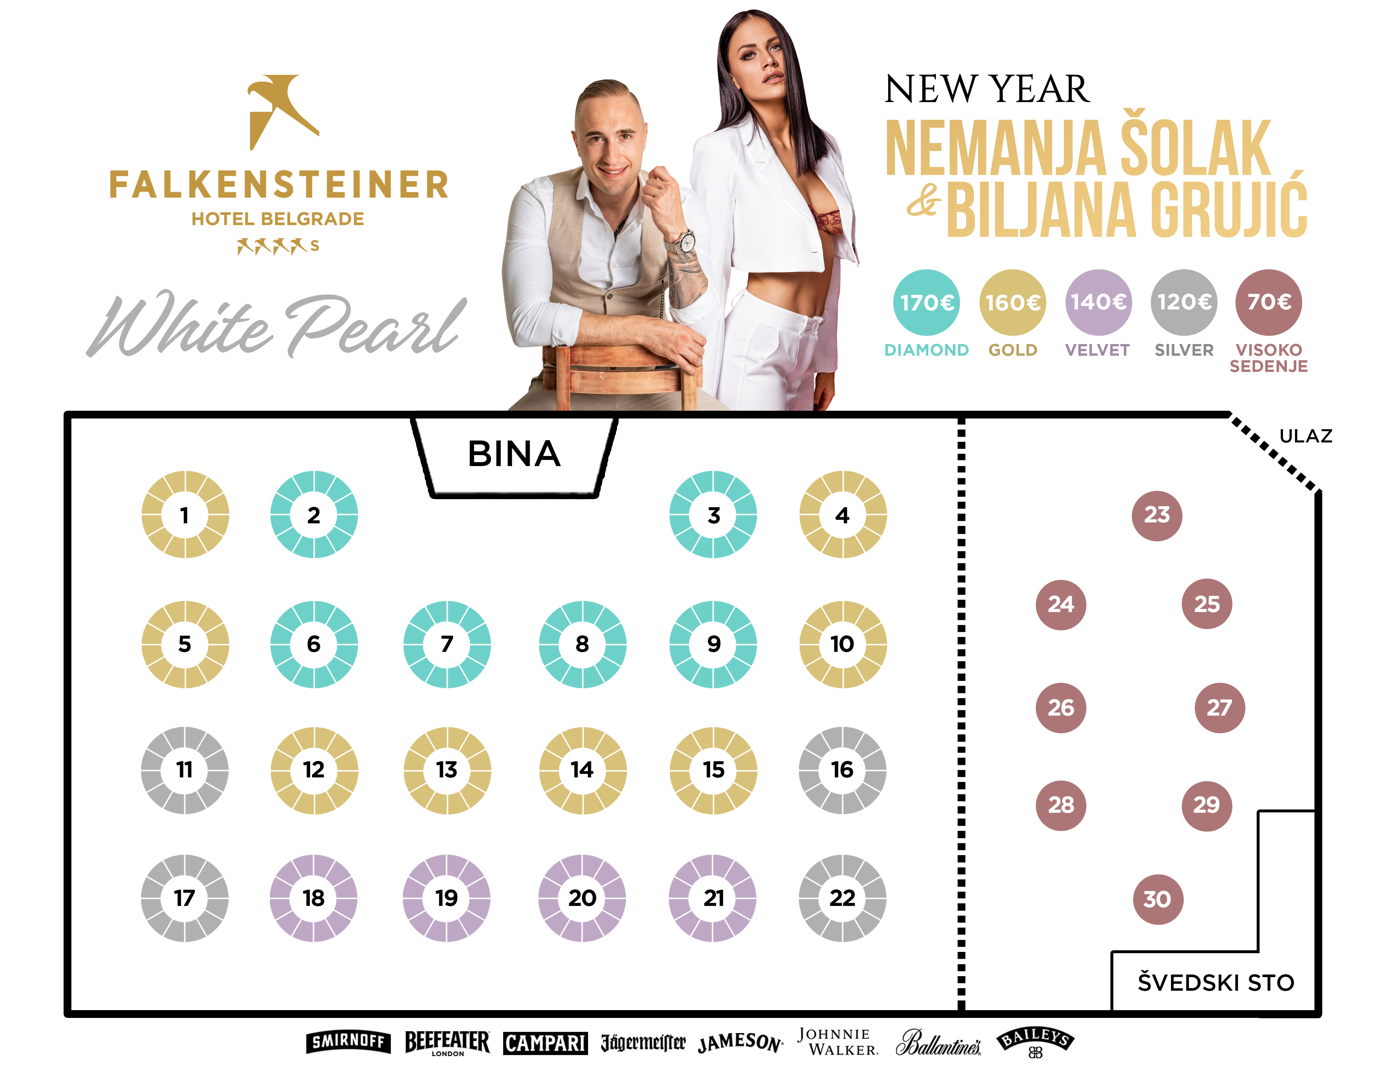 FALKENSTEINER
HOTEL BELGRADE
S
White Pearl
NEW YEAR
NEMANJA ŠOLAK
& BILJANA GRUJIĆ
170€ 160€ 140€ 120€ 70€
DIAMOND GOLD VELVET SILVER VISOKO
SEDENJE
BINA
ULAZ
1 2 3 4
5 6 7 8 9 10
11 12 13 14 15 16
17 18 19 20 21 22
23
24 25
26 27
28 29
30
ŠVEDSKI STO
SMIRNOFF BEEFEATER CAMPARI Jägermeister JAMESON JOHNNIE Ballantine's BAILEYS
LONDON WALKER B